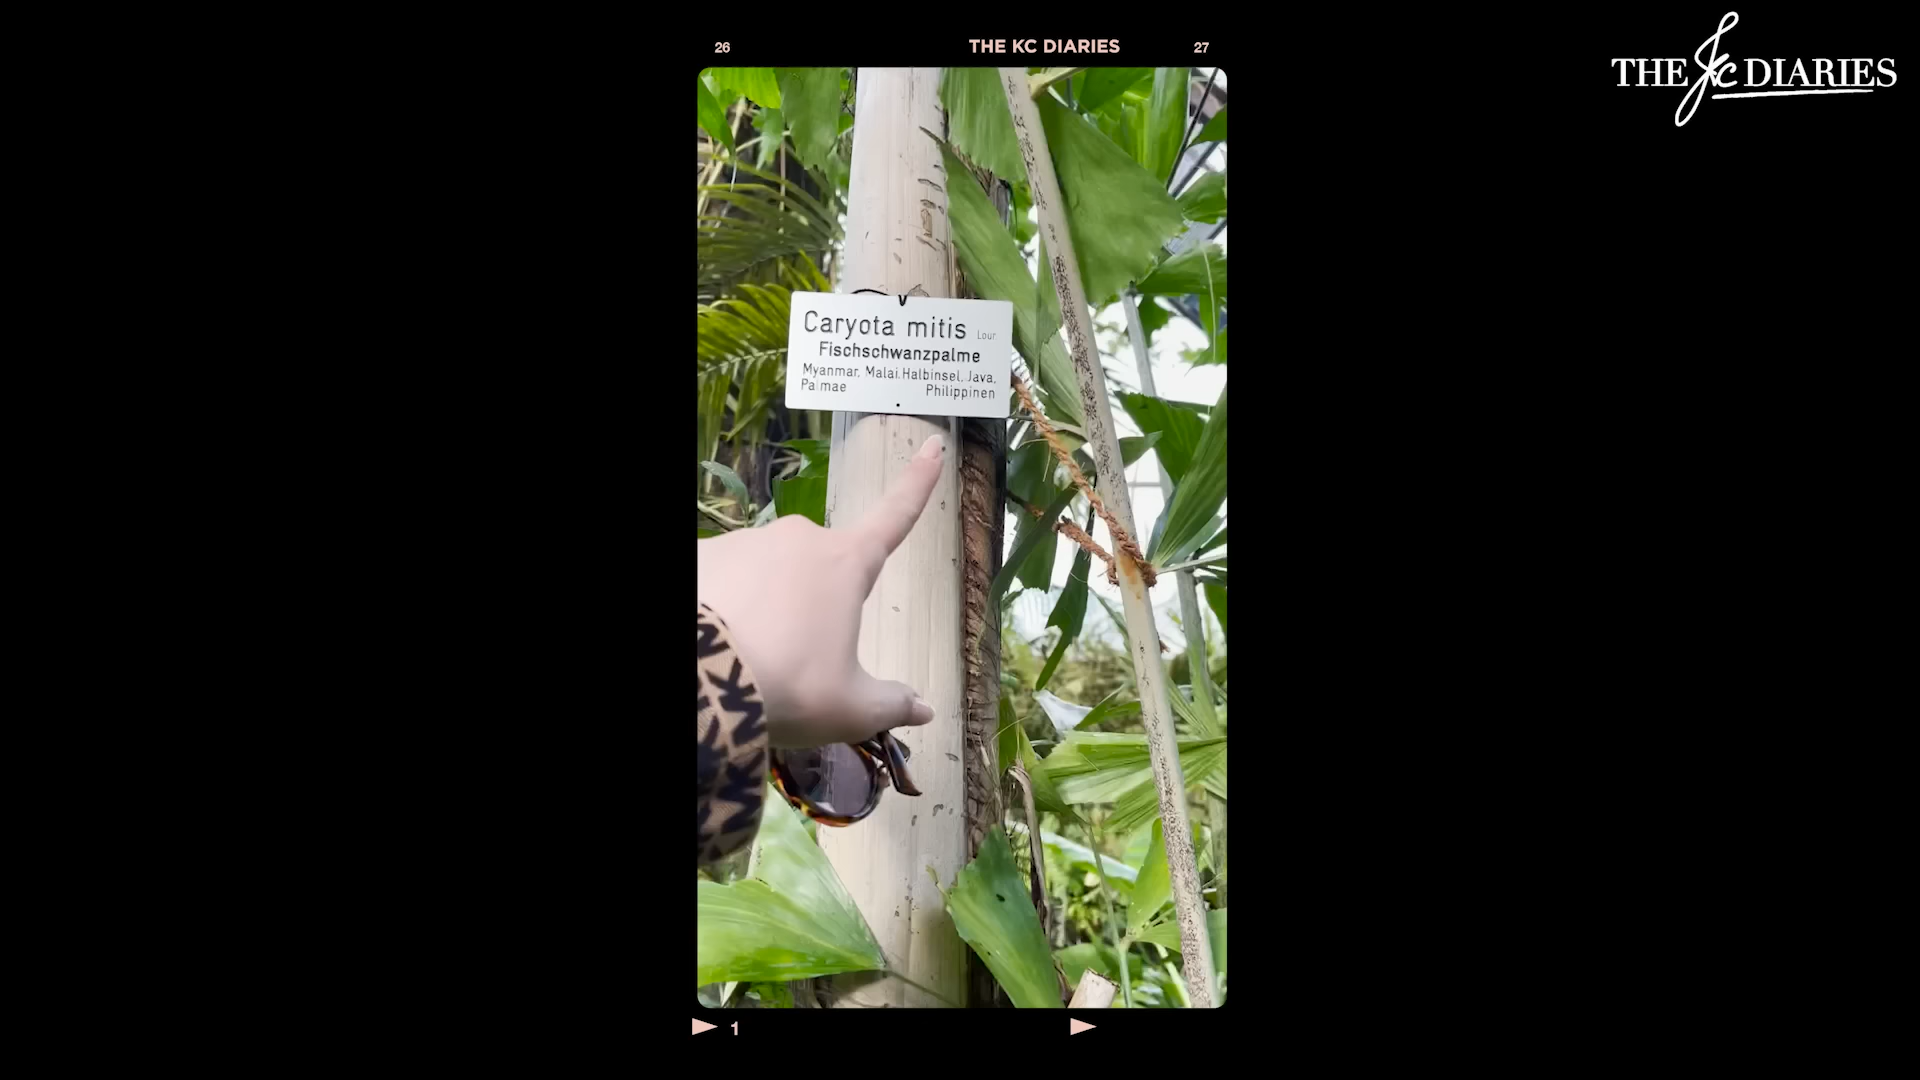 26 THE KC DIARIES 27
THE KC DIARIES
Caryota mitis Lour
Fischschwanzpalme
Myanmar, Malai.Halbinsel, Java,
Palmae Philippinen
1